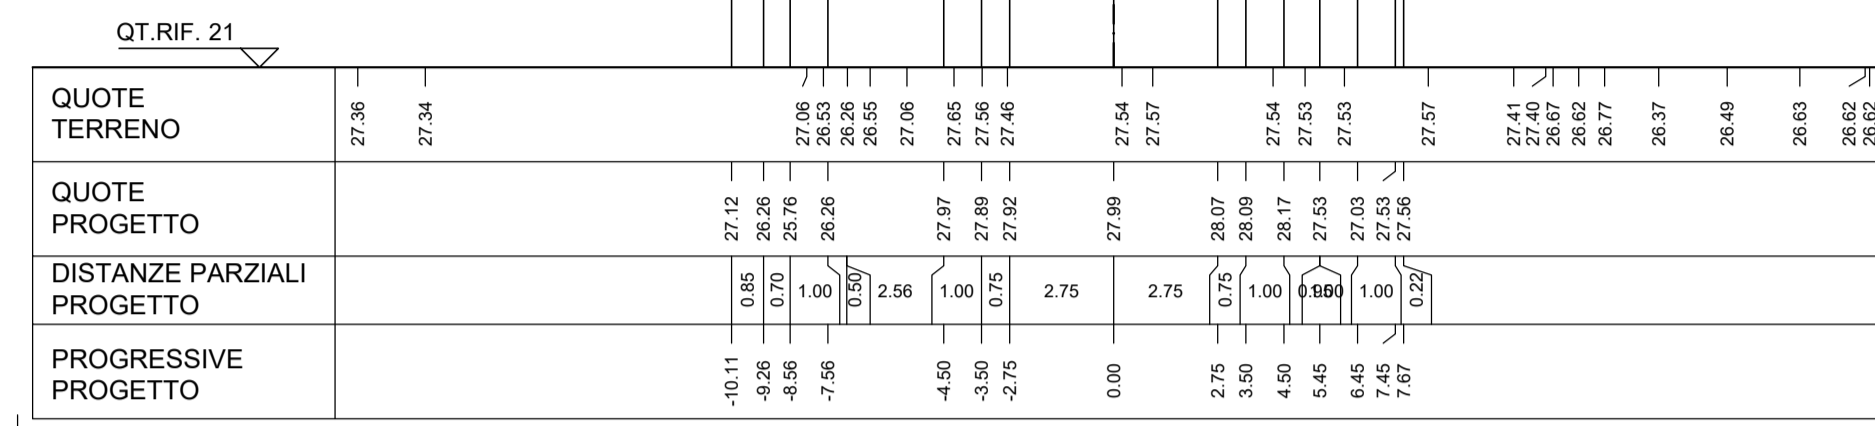 QT.RIF. 21
QUOTE
TERRENO
27.36 27.34 27.06 26.53 26.26 26.55 27.06 27.65 27.56 27.46 27.54 27.57 27.54 27.53 27.53 27.57 27.41 27.40 26.67 26.62 26.77 26.37 26.49 26.63 26.62 26.62
QUOTE
PROGETTO
27.12 26.26 25.76 26.26 27.97 27.89 27.92 27.99 28.07 28.09 28.17 27.53 27.03 27.53 27.56
DISTANZE PARZIALI
PROGETTO
0.85 0.70 1.00 0.50 2.56 1.00 0.75 2.75 2.75 0.75 1.00 0.95 1.00 1.00 0.22
PROGRESSIVE
PROGETTO
-10.11 -9.26 -8.56 -7.56 -4.50 -3.50 -2.75 0.00 2.75 3.50 4.50 5.45 6.45 7.45 7.67